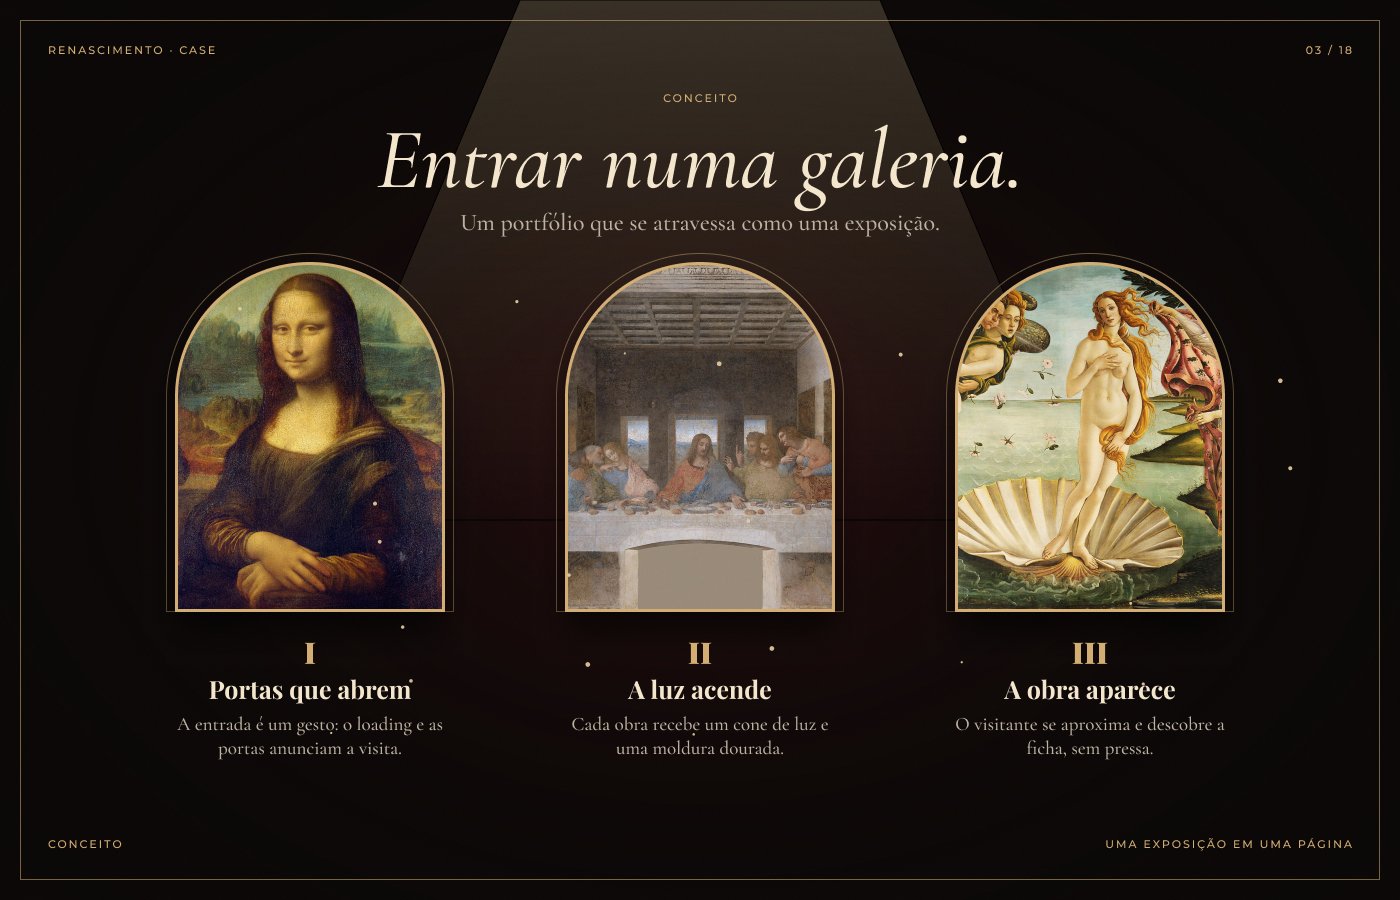 RENASCIMENTO · CASE
03 / 18
CONCEITO
Entrar numa galeria.
Um portfólio que se atravessa como uma exposição.
I
Portas que abrem
A entrada é um gesto: o loading e as
portas anunciam a visita.
II
A luz acende
Cada obra recebe um cone de luz e
uma moldura dourada.
III
A obra aparece
O visitante se aproxima e descobre a
ficha, sem pressa.
CONCEITO
UMA EXPOSIÇÃO EM UMA PÁGINA